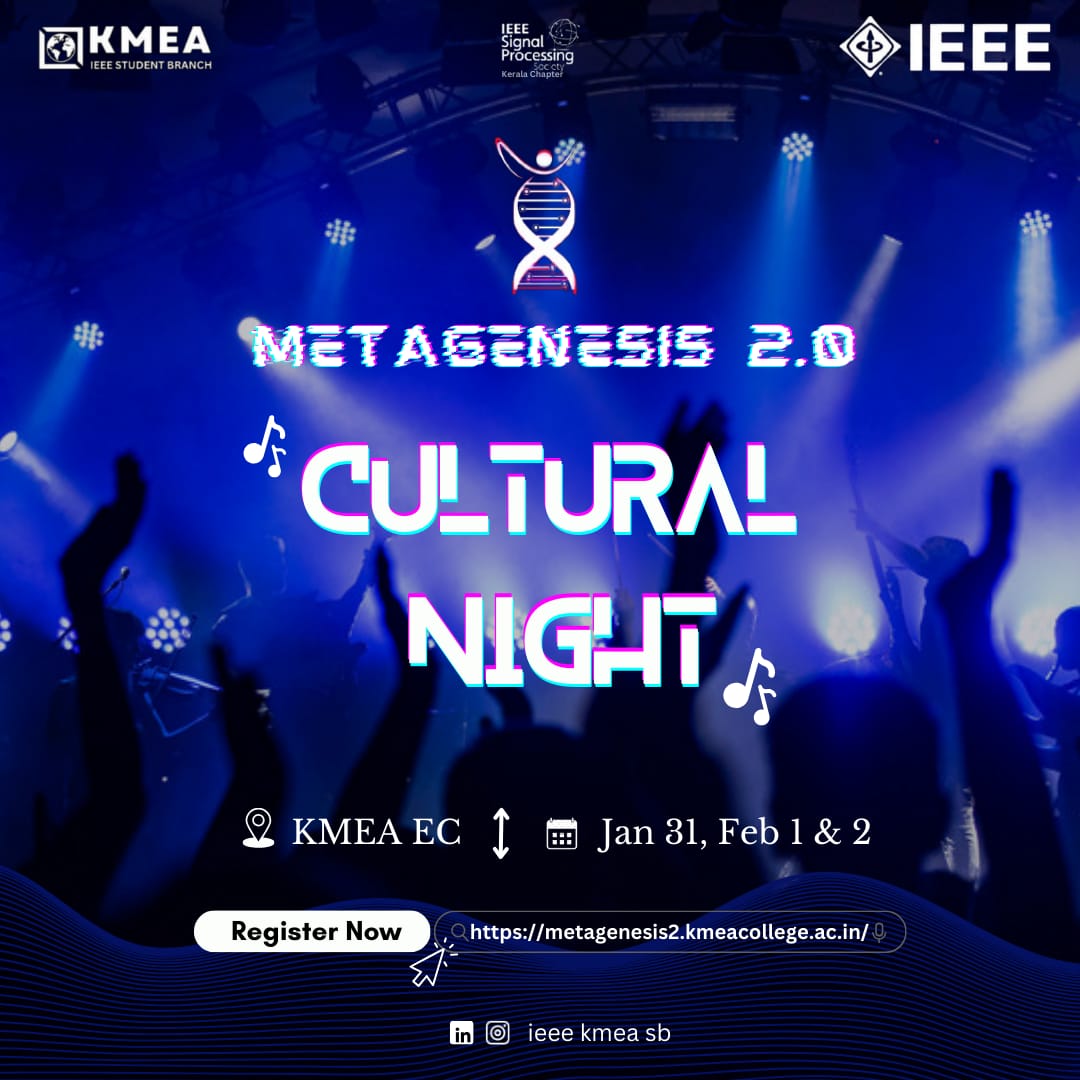 KMEA
IEEE STUDENT BRANCH
IEEE
Signal
Processing
Society
Kerala Chapter
IEEE
METAGENESIS 2.0
CULTURAL
NIGHT
KMEA EC
Jan 31, Feb 1 & 2
Register Now
https://metagenesis2.kmeacollege.ac.in/
in
ieee kmea sb